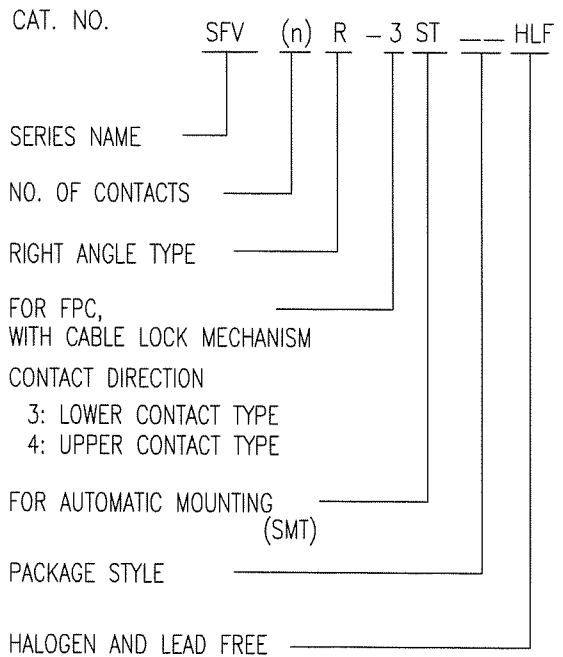 CAT. NO.
SFV (n) R - 3 ST __ HLF
SERIES NAME
NO. OF CONTACTS
RIGHT ANGLE TYPE
FOR FPC,
WITH CABLE LOCK MECHANISM
CONTACT DIRECTION
3: LOWER CONTACT TYPE
4: UPPER CONTACT TYPE
FOR AUTOMATIC MOUNTING
(SMT)
PACKAGE STYLE
HALOGEN AND LEAD FREE